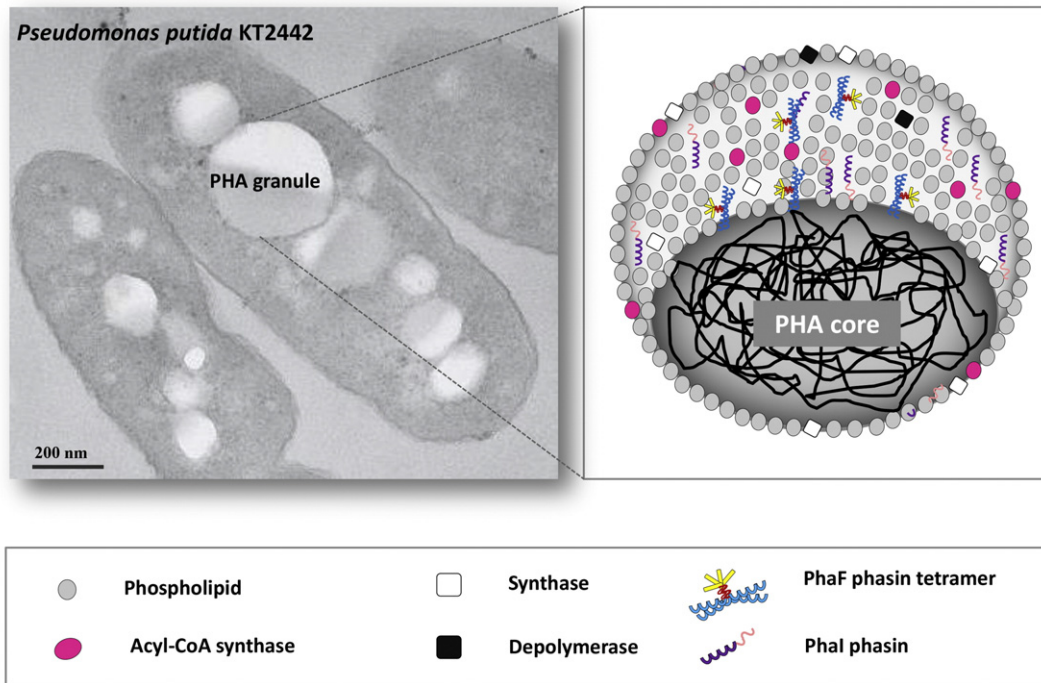 Pseudomonas putida KT2442
PHA granule
200 nm
PHA core
Phospholipid
Synthase
PhaF phasin tetramer
Acyl-CoA synthase
Depolymerase
PhaI phasin